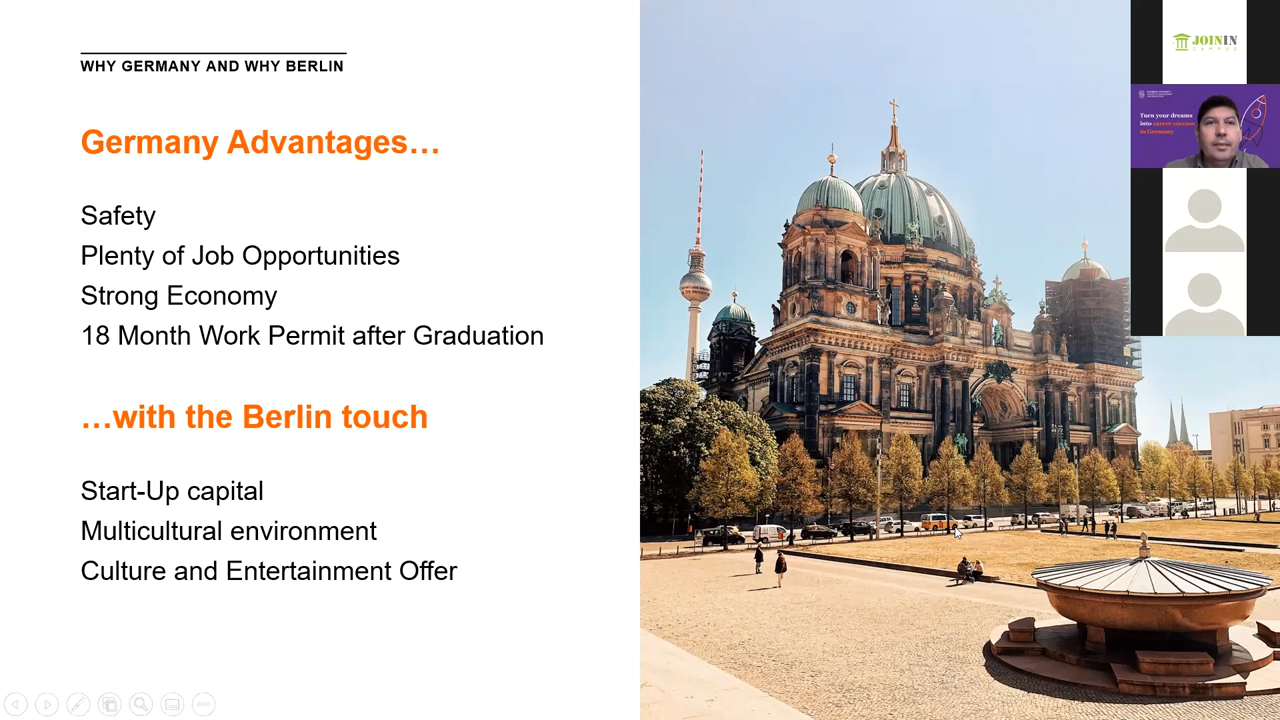 WHY GERMANY AND WHY BERLIN
Germany Advantages…
Safety
Plenty of Job Opportunities
Strong Economy
18 Month Work Permit after Graduation
…with the Berlin touch
Start-Up capital
Multicultural environment
Culture and Entertainment Offer
JOININ
CAMPUS
Turn your dreams
into career success
in Germany